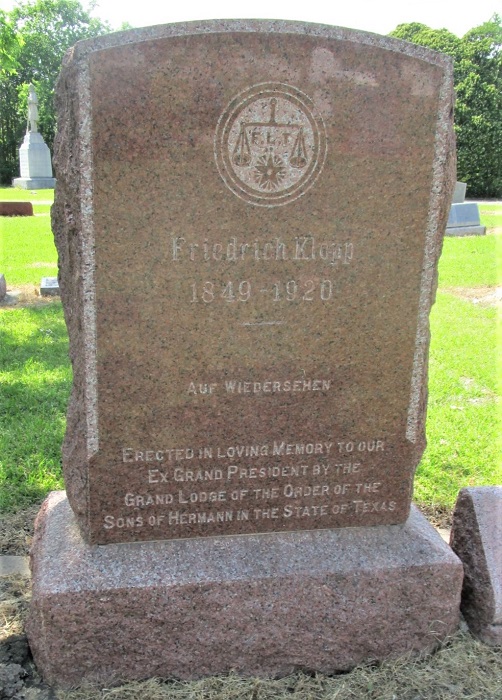 F. L. T.
Friedrich Klopp
1849-1920
AUF WIEDERSEHEN
ERECTED IN LOVING MEMORY TO OUR
EX GRAND PRESIDENT BY THE
GRAND LODGE OF THE ORDER OF THE
SONS OF HERMANN IN THE STATE OF TEXAS